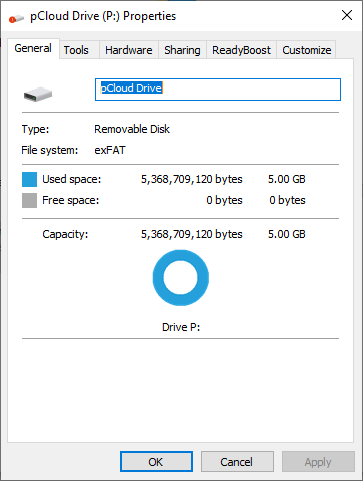 pCloud Drive (P:) Properties
General Tools Hardware Sharing ReadyBoost Customize
pCloud Drive
Type: Removable Disk
File system: exFAT
Used space: 5,368,709,120 bytes 5.00 GB
Free space: 0 bytes 0 bytes
Capacity: 5,368,709,120 bytes 5.00 GB
Drive P:
OK Cancel Apply